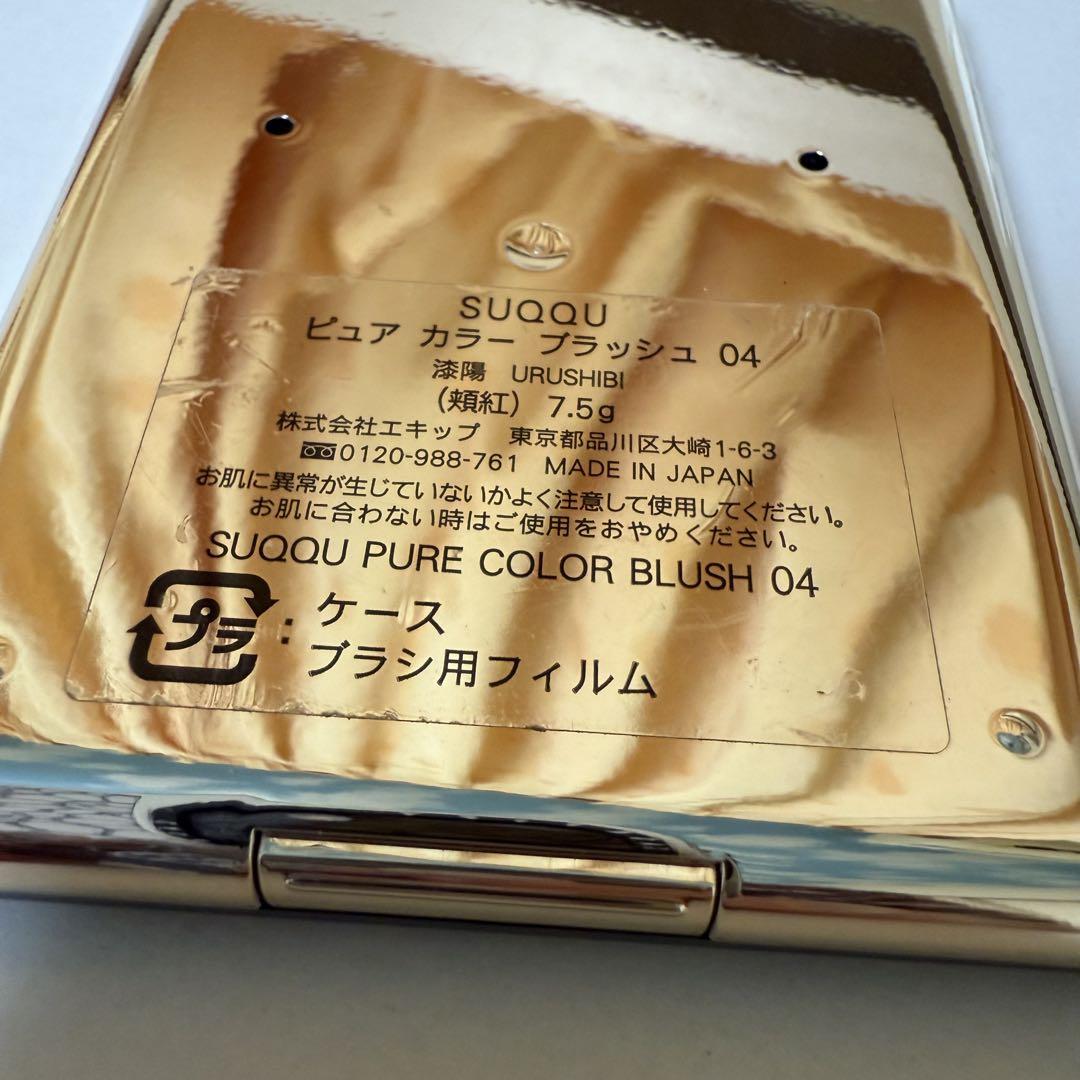 SUQQU
ピュア カラー ブラッシュ 04
漆陽 URUSHIBI
(頬紅) 7.5g
株式会社エキップ 東京都品川区大崎1-6-3
0120-988-761 MADE IN JAPAN
お肌に異常が生じていないかよく注意して使用してください。
お肌に合わない時はご使用をおやめください。
SUQQU PURE COLOR BLUSH 04
プラ : ケース
ブラシ用フィルム